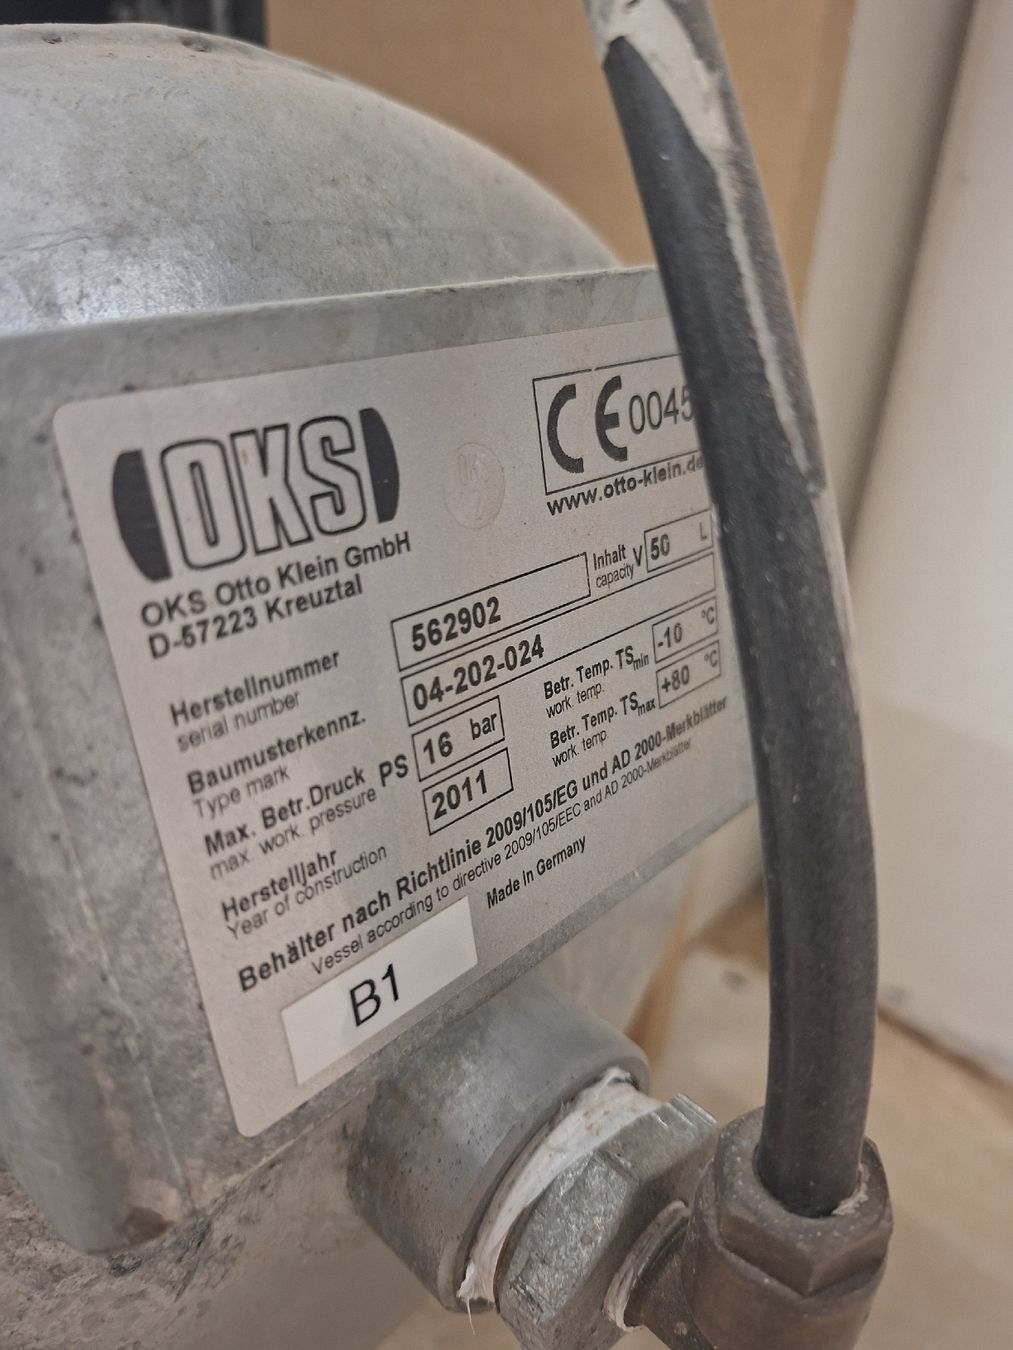 OKS
CE 0045
www.otto-klein.de
OKS Otto Klein GmbH
D-57223 Kreuztal
Herstellnummer
serial number
562902
Inhalt
capacity
V 50 L
Baumusterkennz.
Type mark
04-202-024
Max. Betr.Druck
max. work. pressure
PS 16 bar
Betr. Temp. TSmin
work. temp.
-10 °C
Herstelljahr
Year of construction
2011
Betr. Temp. TSmax
work. temp
+80 °C
Behälter nach Richtlinie 2009/105/EG und AD 2000-Merkblätter
Vessel according to directive 2009/105/EEC and AD 2000-Merkblätter
Made in Germany
B1